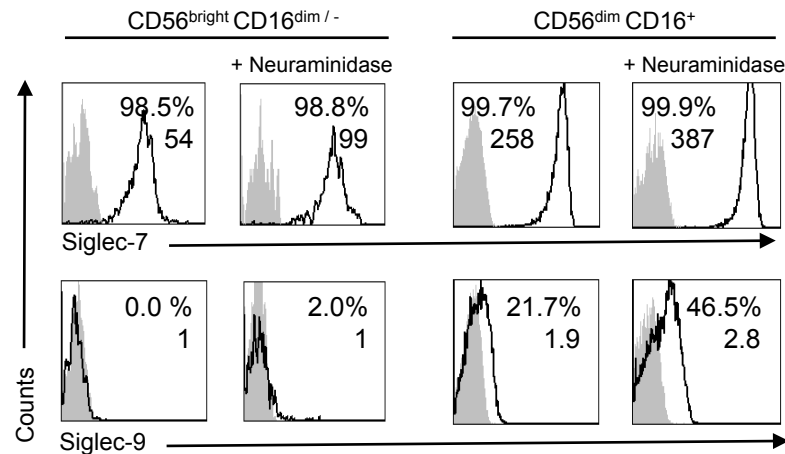 CD56bright CD16dim / -
CD56dim CD16+
+ Neuraminidase
+ Neuraminidase
98.5%
54
98.8%
99
99.7%
258
99.9%
387
Siglec-7
0.0 %
1
2.0%
1
21.7%
1.9
46.5%
2.8
Siglec-9
Counts